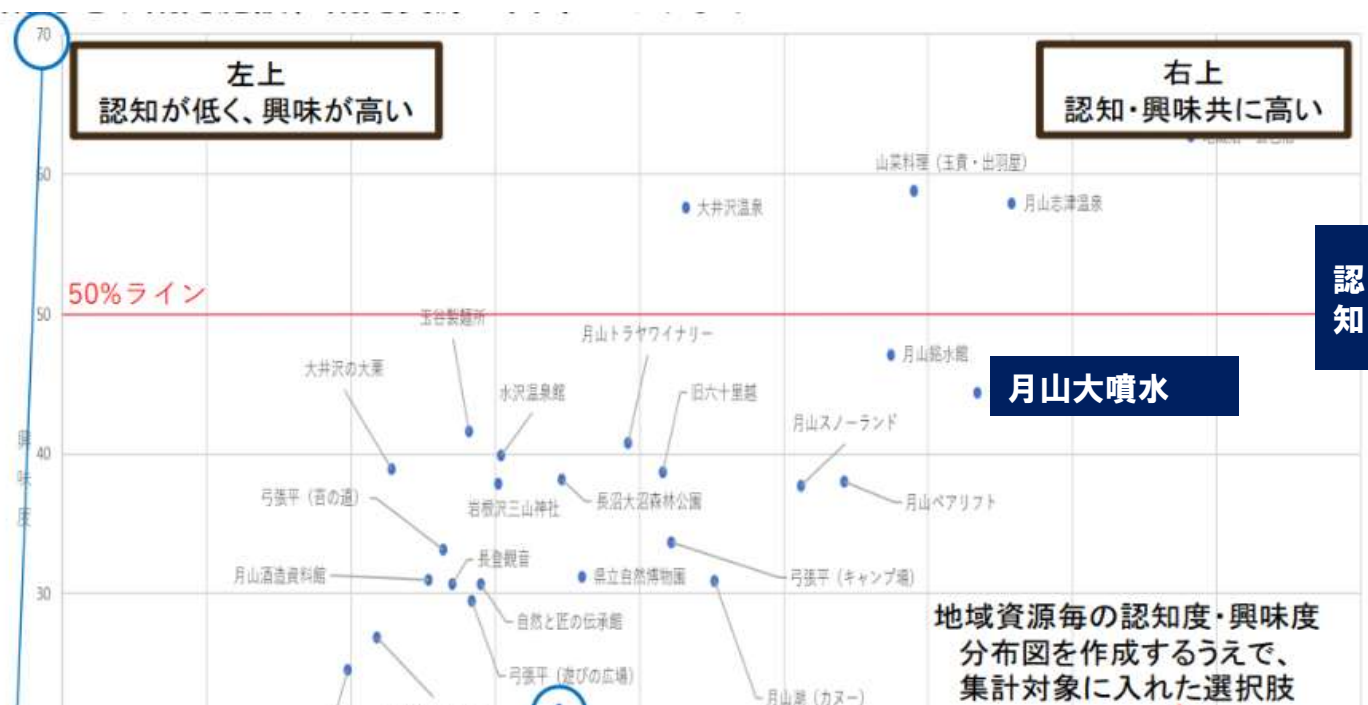 70
左上
認知が低く、興味が高い
右上
認知・興味共に高い
60
山菜料理（玉貴・出羽屋）
大井沢温泉
月山志津温泉
認知
50%ライン
50
玉谷製麺所
月山トラヤワイナリー
月山銘水館
大井沢の大栗
月山大噴水
水沢温泉館
旧六十里越
月山スノーランド
興味度
40
弓張平（苔の道）
岩根沢三山神社
長沼大沼森林公園
月山ペアリフト
長登観音
月山酒造資料館
県立自然博物園
弓張平（キャンプ場）
30
自然と匠の伝承館
地域資源毎の認知度・興味度
分布図を作成するうえで、
集計対象に入れた選択肢
弓張平（遊びの広場）
月山湖（カヌー）